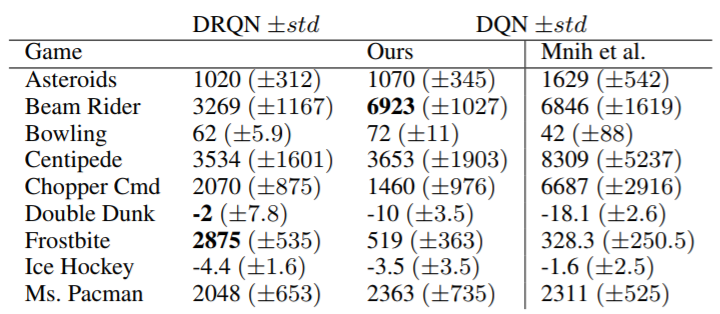 DRQN ±std DQN ±std
Game Ours Mnih et al.
Asteroids 1020 (±312) 1070 (±345) 1629 (±542)
Beam Rider 3269 (±1167) 6923 (±1027) 6846 (±1619)
Bowling 62 (±5.9) 72 (±11) 42 (±88)
Centipede 3534 (±1601) 3653 (±1903) 8309 (±5237)
Chopper Cmd 2070 (±875) 1460 (±976) 6687 (±2916)
Double Dunk -2 (±7.8) -10 (±3.5) -18.1 (±2.6)
Frostbite 2875 (±535) 519 (±363) 328.3 (±250.5)
Ice Hockey -4.4 (±1.6) -3.5 (±3.5) -1.6 (±2.5)
Ms. Pacman 2048 (±653) 2363 (±735) 2311 (±525)